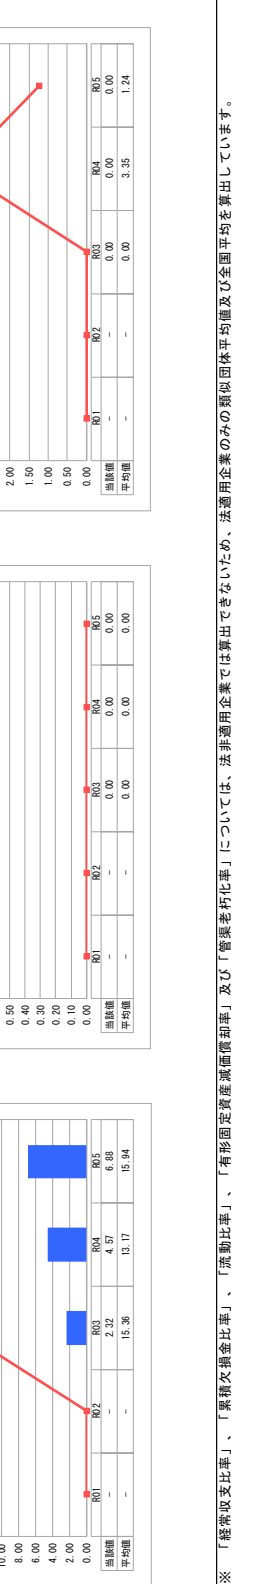 10.00
8.00
6.00
4.00
2.00
0.00
R01 R02 R03 R04 R05
当該値 － － 2.32 4.57 6.88
平均値 － － 15.36 13.17 15.94
0.50
0.40
0.30
0.20
0.10
0.00
R01 R02 R03 R04 R05
当該値 － － 0.00 0.00 0.00
平均値 － － 0.00 0.00 0.00
2.00
1.50
1.00
0.50
0.00
R01 R02 R03 R04 R05
当該値 － － 0.00 0.00 0.00
平均値 － － 0.00 3.35 1.24
※ 「経常収支比率」、「累積欠損金比率」、「流動比率」、「有形固定資産減価償却率」及び「管渠老朽化率」については、法非適用企業では算出できないため、法適用企業のみの類似団体平均値及び全国平均を算出しています。